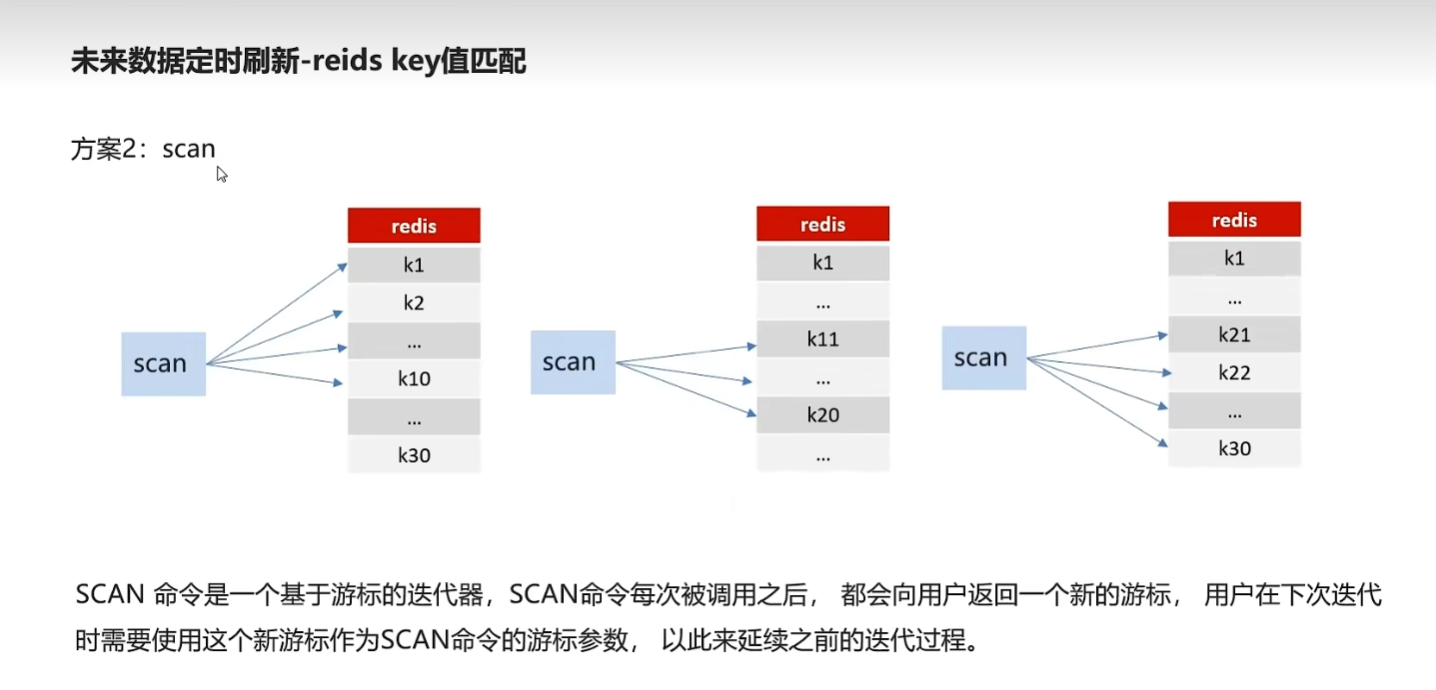 未来数据定时刷新-reids key值匹配
方案2：scan
scan
redis
k1
k2
...
k10
...
k30
scan
redis
k1
...
k11
...
k20
...
scan
redis
k1
...
k21
k22
...
k30
SCAN 命令是一个基于游标的迭代器，SCAN命令每次被调用之后， 都会向用户返回一个新的游标， 用户在下次迭代
时需要使用这个新游标作为SCAN命令的游标参数， 以此来延续之前的迭代过程。